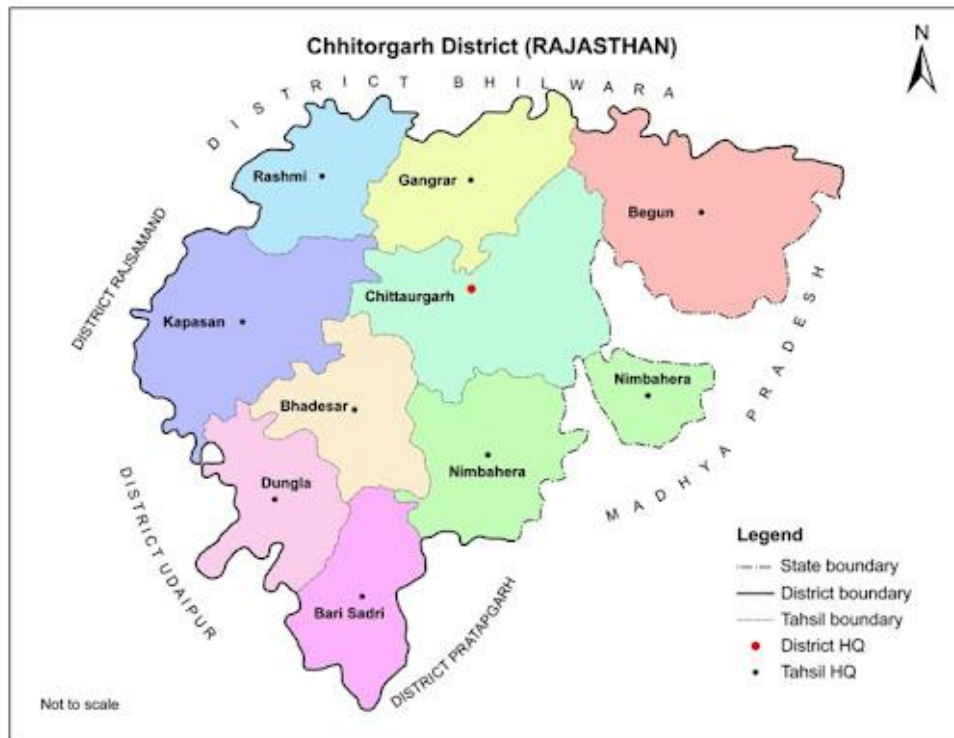 Chhitorgarh District (RAJASTHAN)
N
DISTRICT BHILWARA
Rashmi
Gangrar
Begun
DISTRICT RAJSAMAND
Chittaurgarh
Kapasan
MADHYA PRADESH
Nimbahera
Bhadesar
Nimbahera
Dungla
DISTRICT UDAIPUR
Bari Sadri
DISTRICT PRATAPGARH
Legend
State boundary
District boundary
Tahsil boundary
District HQ
Tahsil HQ
Not to scale